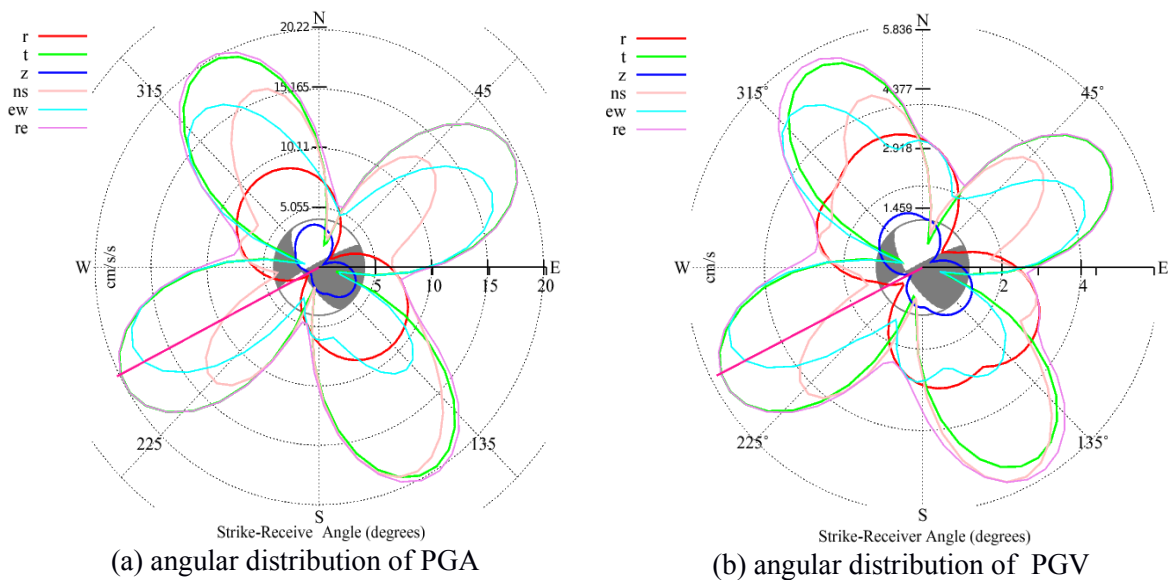 N
20,22
r
t
z
ns
ew
re
315
15,165
45
10,11
5.055
W
cm/s/s
5
10
15
20
E
225
135
S
Strike-Receive Angle (degrees)
(a) angular distribution of PGA
N
5.836
r
t
z
ns
ew
re
315°
4.377
45°
2.918
1.459
W
cm/s
2
4
E
225°
135°
S
Strike-Receiver Angle (degrees)
(b) angular distribution of PGV